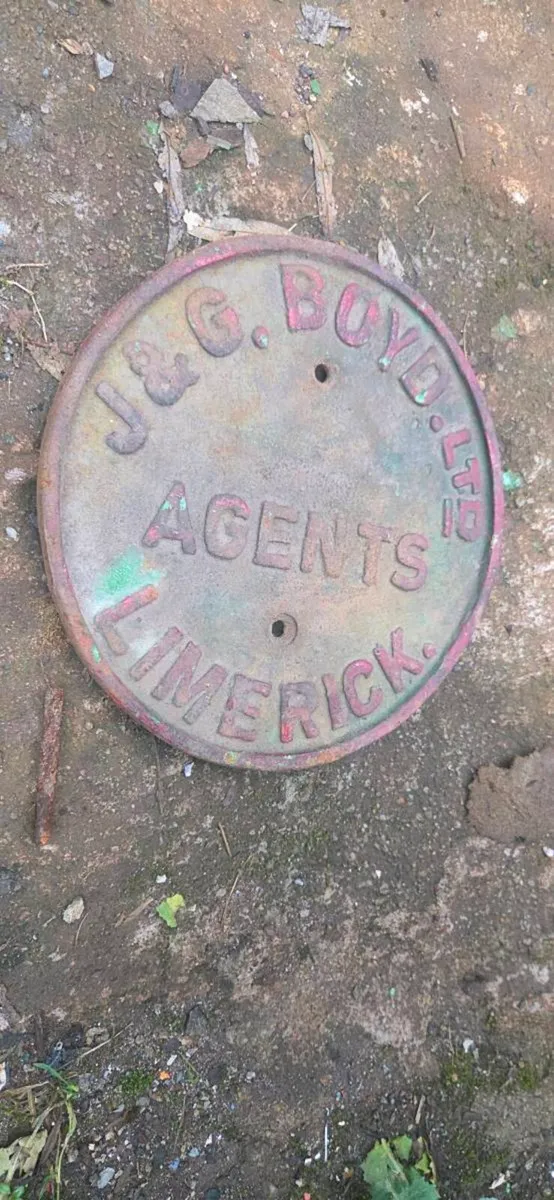 J & G. BOYD. LTD
AGENTS
LIMERICK.